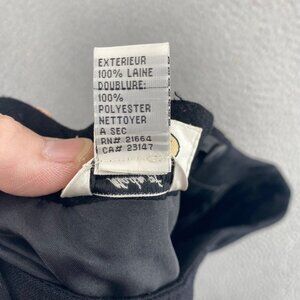 EXTERIEUR
100% LAINE
DOUBLURE:
100%
POLYESTER
NETTOYER
A SEC
RN# 21664
CA# 23147